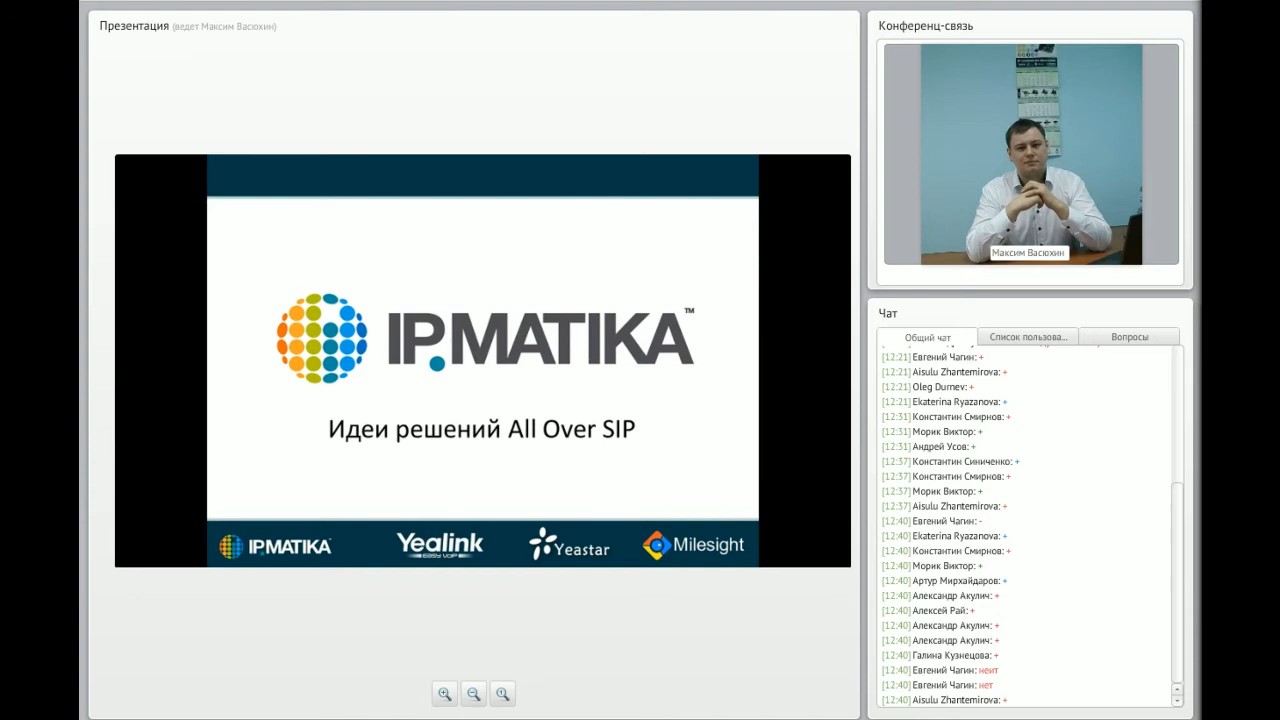 Презентация (ведет Максим Васюхин)
IPMATIKA™
Идеи решений All Over SIP
IPMATIKA
Yealink
EASY VOIP
Yeastar
Milesight
Конференц-связь
Максим Васюхин
Чат
Общий чат
Список пользова...
Вопросы
[12:21] Евгений Чагин: +
[12:21] Aisulu Zhantemirova: +
[12:21] Oleg Durnev: +
[12:21] Ekaterina Ryazanova: +
[12:31] Константин Смирнов: +
[12:31] Морик Виктор: +
[12:31] Андрей Усов: +
[12:37] Константин Синиченко: +
[12:37] Константин Смирнов: +
[12:37] Морик Виктор: +
[12:37] Aisulu Zhantemirova: +
[12:40] Евгений Чагин: -
[12:40] Ekaterina Ryazanova: +
[12:40] Константин Смирнов: +
[12:40] Морик Виктор: +
[12:40] Артур Мирхайдаров: +
[12:40] Александр Акулич: +
[12:40] Алексей Рай: +
[12:40] Александр Акулич: +
[12:40] Александр Акулич: +
[12:40] Галина Кузнецова: +
[12:40] Евгений Чагин: неит
[12:40] Евгений Чагин: нет
[12:40] Aisulu Zhantemirova: +